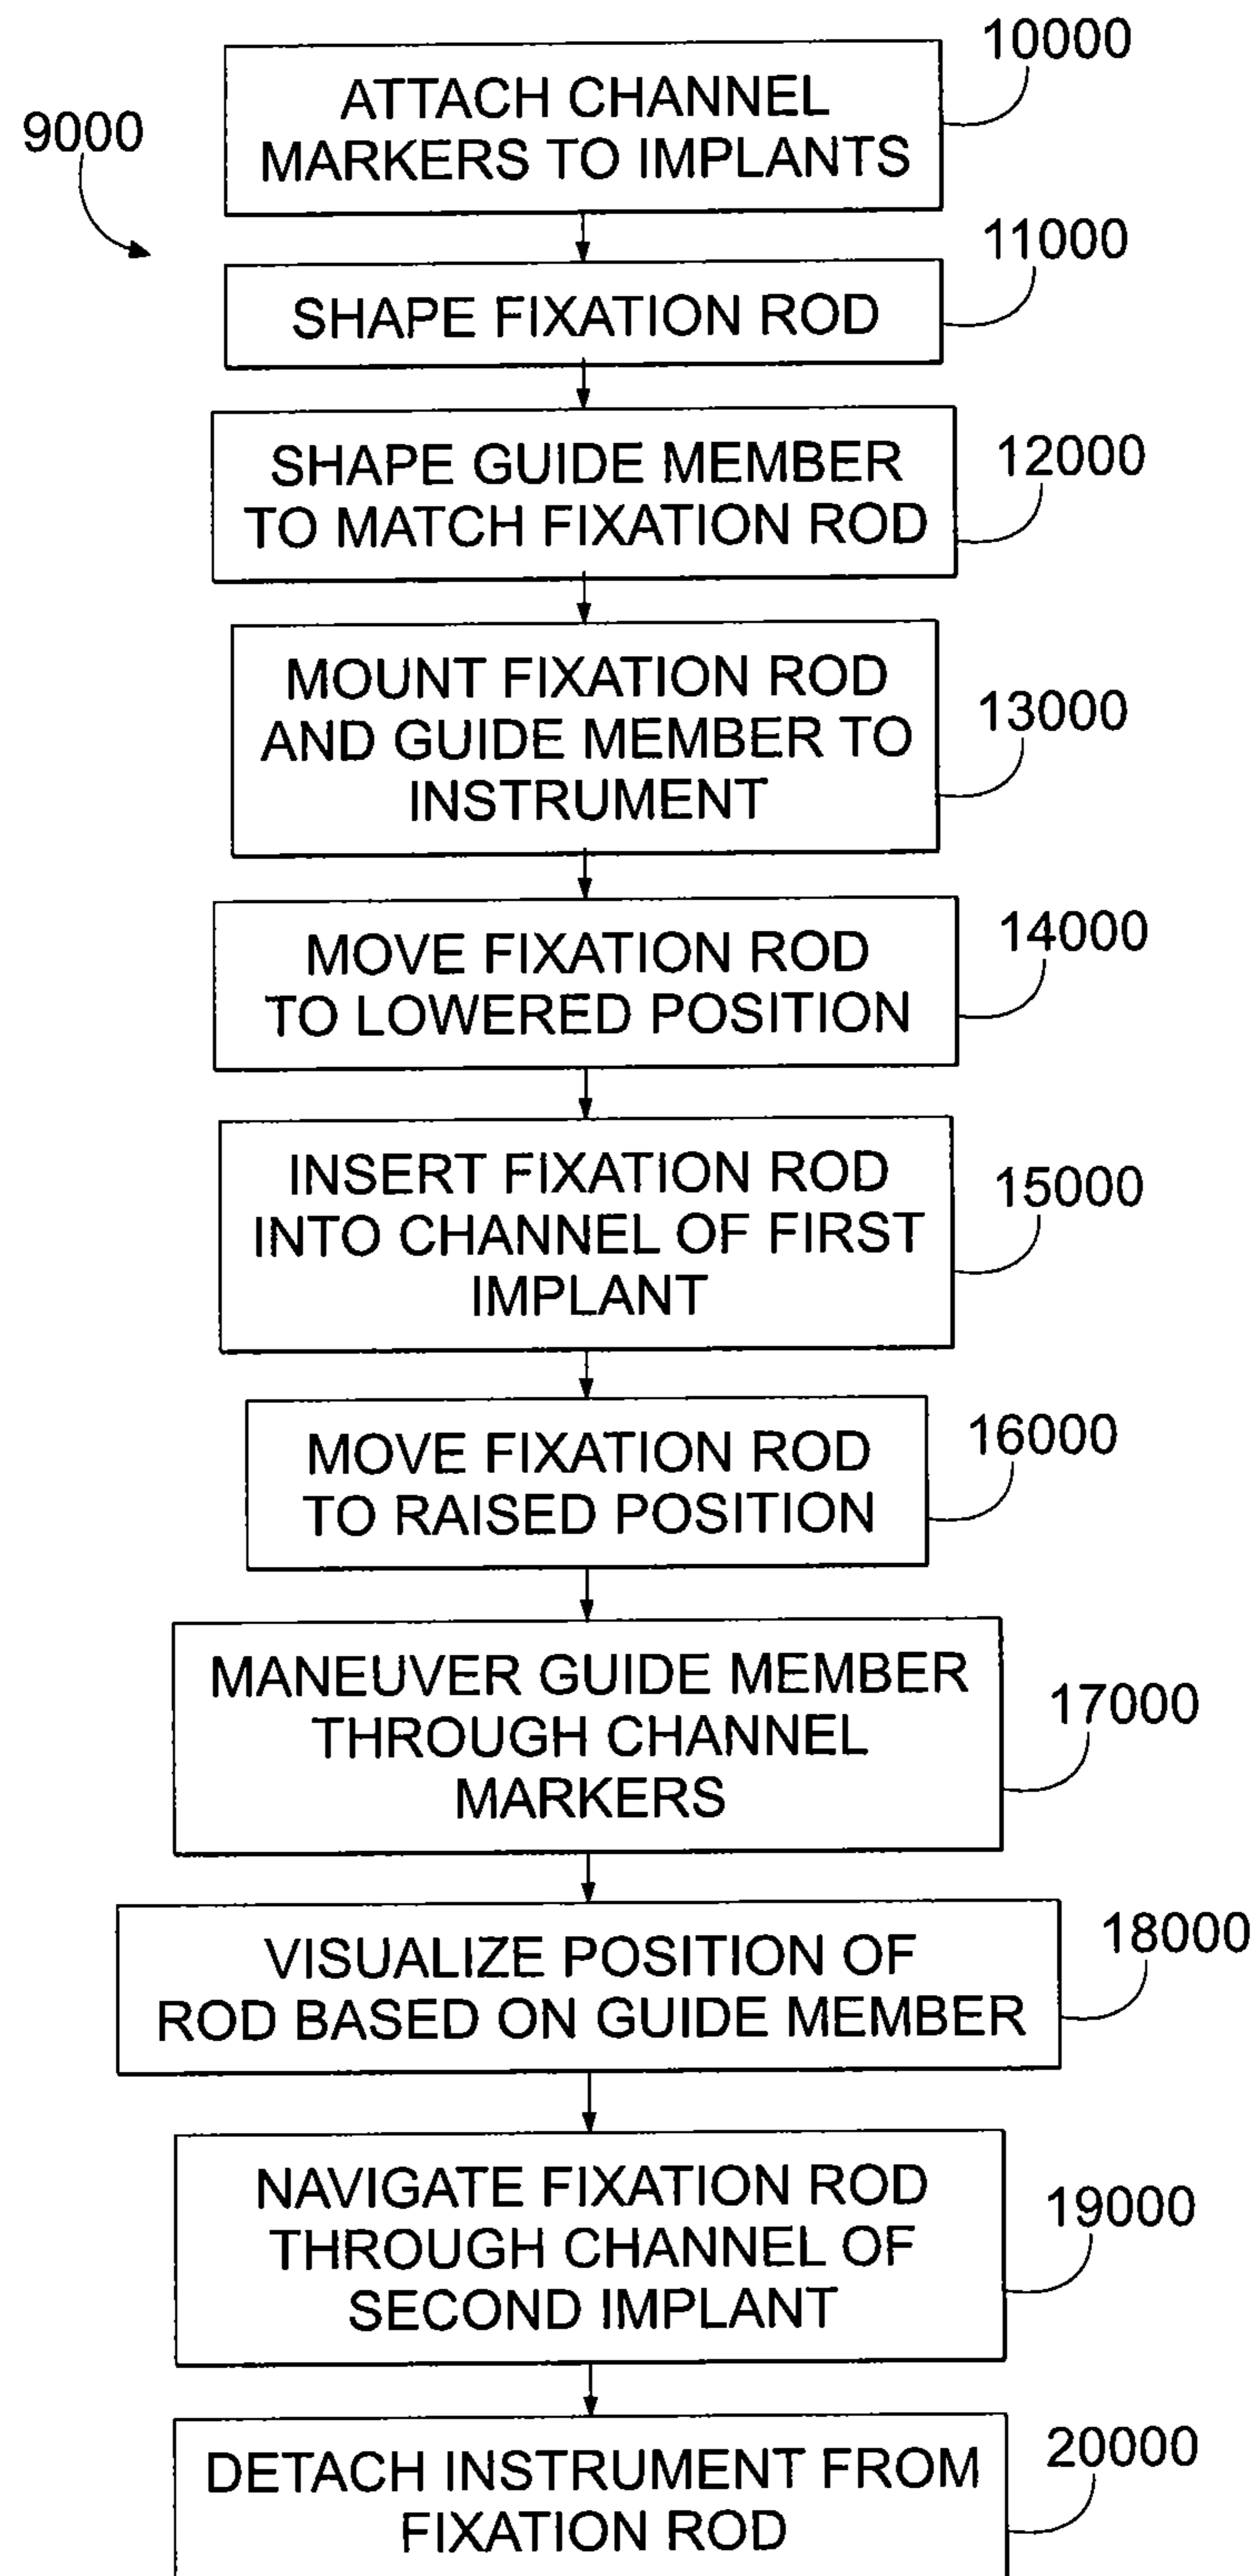 10000
ATTACH CHANNEL
MARKERS TO IMPLANTS
9000
11000
SHAPE FIXATION ROD
12000
SHAPE GUIDE MEMBER
TO MATCH FIXATION ROD
13000
MOUNT FIXATION ROD
AND GUIDE MEMBER TO
INSTRUMENT
14000
MOVE FIXATION ROD
TO LOWERED POSITION
15000
INSERT FIXATION ROD
INTO CHANNEL OF FIRST
IMPLANT
16000
MOVE FIXATION ROD
TO RAISED POSITION
17000
MANEUVER GUIDE MEMBER
THROUGH CHANNEL
MARKERS
18000
VISUALIZE POSITION OF
ROD BASED ON GUIDE MEMBER
19000
NAVIGATE FIXATION ROD
THROUGH CHANNEL OF
SECOND IMPLANT
20000
DETACH INSTRUMENT FROM
FIXATION ROD